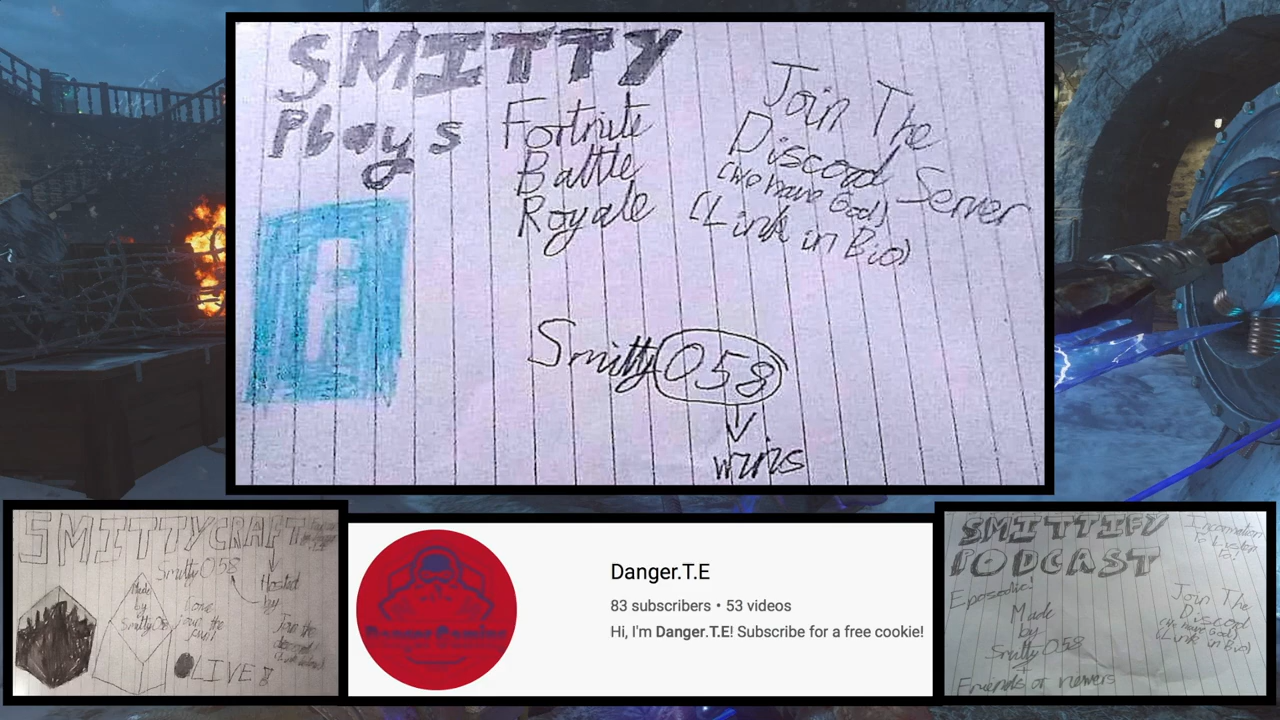 SMITTY
Plays
Fortnite
Battle
Royale
Join The
Discord Server
(We have God)
(Link in Bio)
F
Smitty058
wins
SMITTYCRAFT
Smitty 058
Hosted
by
Made
by
Smitty058
Come
join the
fun!
Join the
discord
LIVE
Danger.T.E
83 subscribers • 53 videos
Hi, I'm Danger.T.E! Subscribe for a free cookie!
SMITTIFY
PODCAST
Eposodic!
Made
by
Smitty058
+
Friends or
Join The
Discord
(We have God)
(Link in Bio)